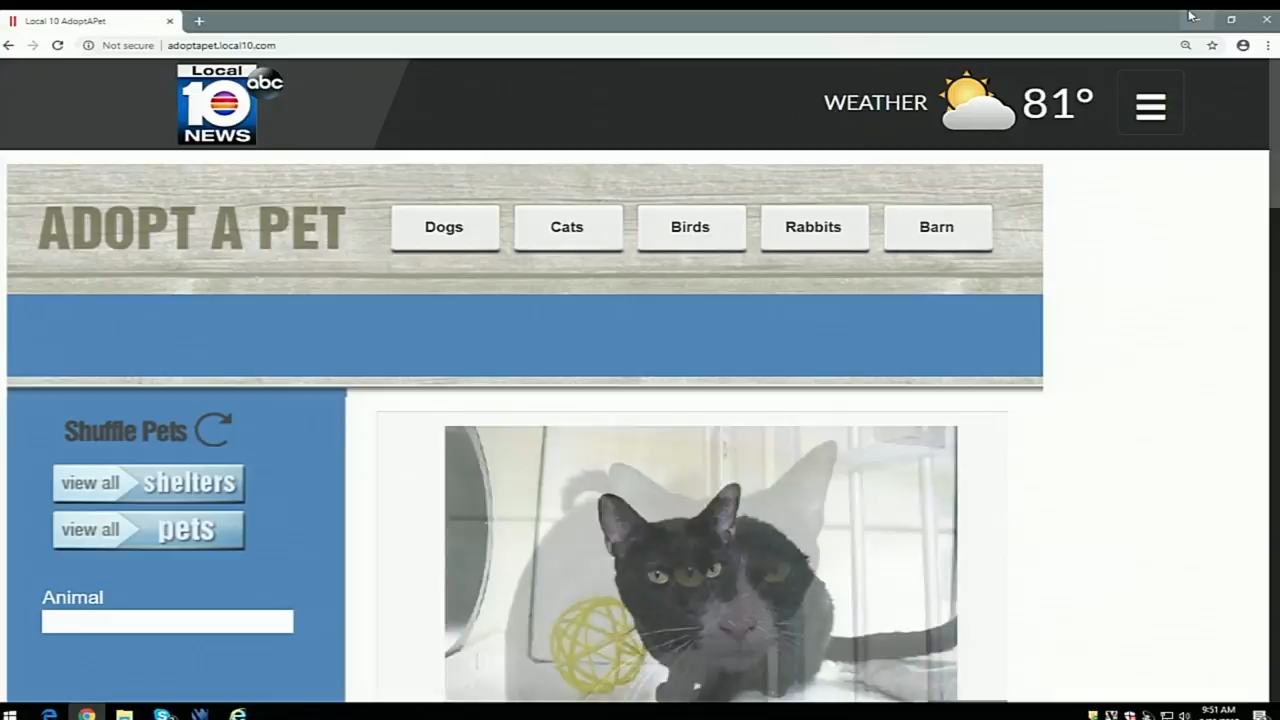 Local 10 AdoptAPet
Not secure | adoptapet.local10.com
Local
10
NEWS
abc
WEATHER 81°
ADOPT A PET
Dogs Cats Birds Rabbits Barn
Shuffle Pets
view all shelters
view all pets
Animal
9:51 AM